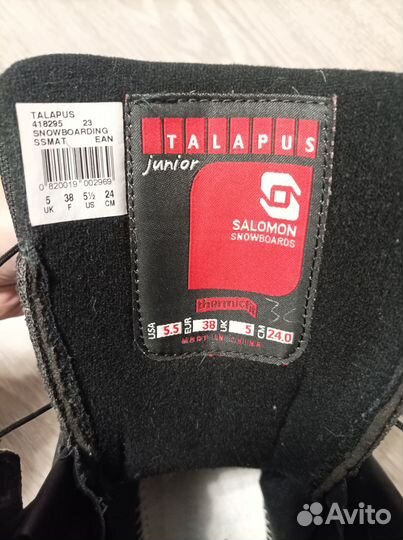 TALAPUS
418295 23
SNOWBOARDING
SSMAT EAN
0 820019 002969
5 38 5½ 24
UK F US CM
TALAPUS
junior
SALOMON
SNOWBOARDS
thermicfit
USA 5.5 EUR 38 UK 5 CM 24.0
MADE IN CHINA
Avito